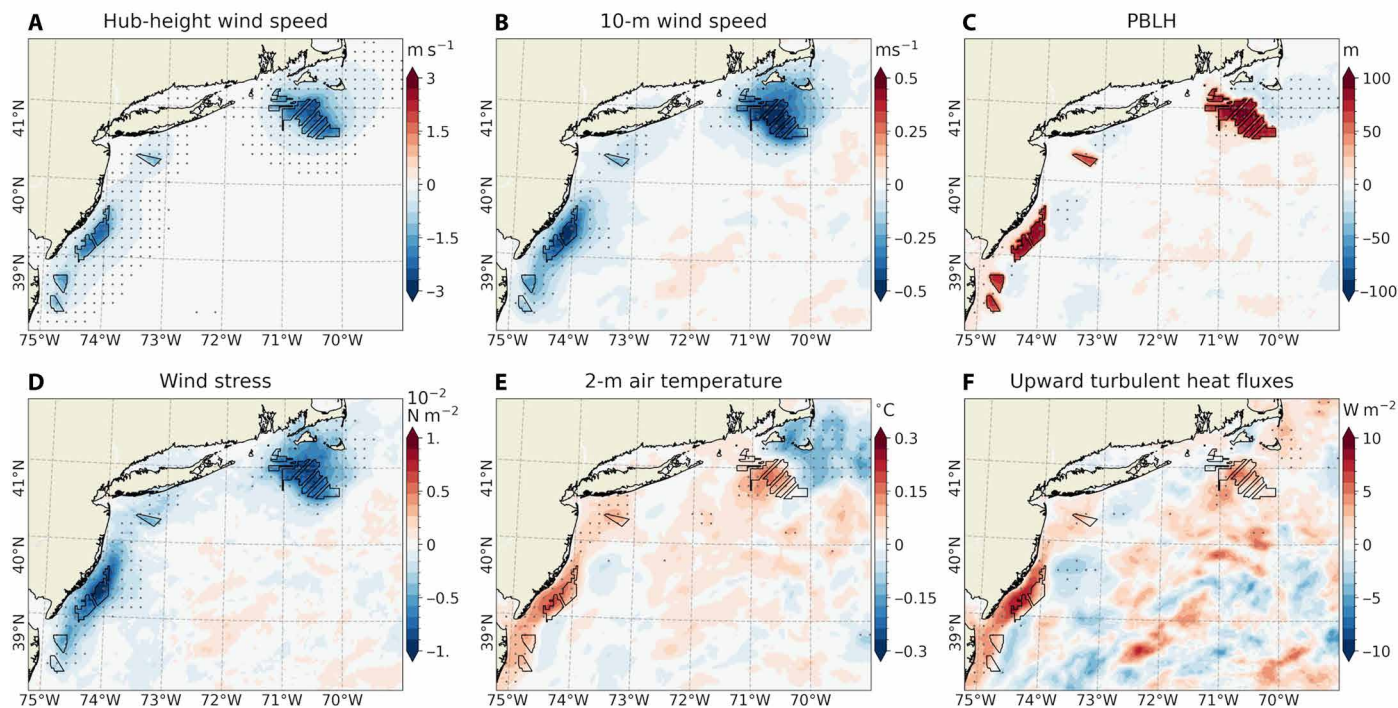 A Hub-height wind speed
m s⁻¹
3
1.5
0
−1.5
−3
41°N
40°N
39°N
75°W 74°W 73°W 72°W 71°W 70°W
B 10-m wind speed
ms⁻¹
0.5
0.25
0
−0.25
−0.5
41°N
40°N
39°N
75°W 74°W 73°W 72°W 71°W 70°W
C PBLH
m
100
50
0
−50
−100
41°N
40°N
39°N
75°W 74°W 73°W 72°W 71°W 70°W
D Wind stress
10⁻²
N m⁻²
1.
0.5
0
−0.5
−1.
41°N
40°N
39°N
75°W 74°W 73°W 72°W 71°W 70°W
E 2-m air temperature
°C
0.3
0.15
0
−0.15
−0.3
41°N
40°N
39°N
75°W 74°W 73°W 72°W 71°W 70°W
F Upward turbulent heat fluxes
W m⁻²
10
5
0
−5
−10
41°N
40°N
39°N
75°W 74°W 73°W 72°W 71°W 70°W